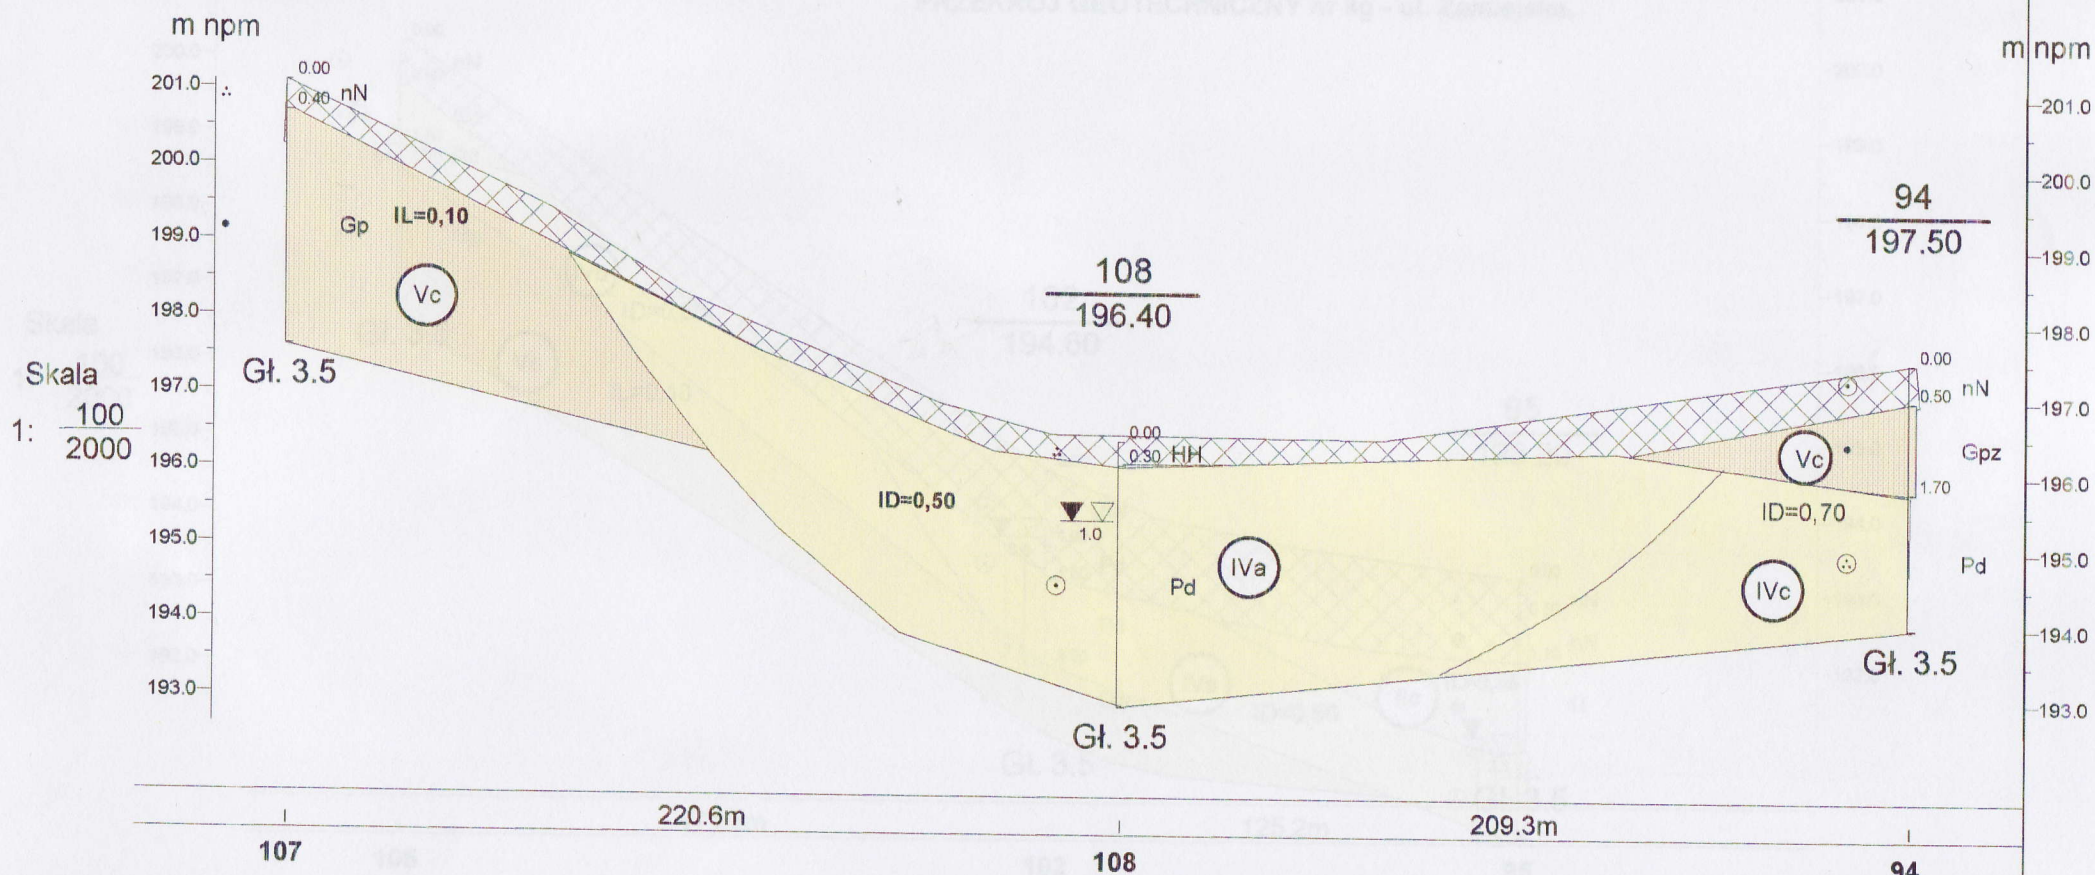 PRZEKRÓJ GEOTECHNICZNY
m npm
m npm
201.0
200.0
199.0
198.0
197.0
196.0
195.0
194.0
193.0
Skala
1: 100
2000
0.00
0.40 nN
Gp IL=0,10
Vc
Gł. 3.5
108
196.40
0.00
0.30 HH
ID=0,50
1.0
IVa
Pd
Gł. 3.5
94
197.50
0.00
nN
0.50
Vc
Gpz
1.70
ID=0,70
Pd
IVc
Gł. 3.5
201.0
200.0
199.0
198.0
197.0
196.0
195.0
194.0
193.0
220.6m 209.3m
107 108 94